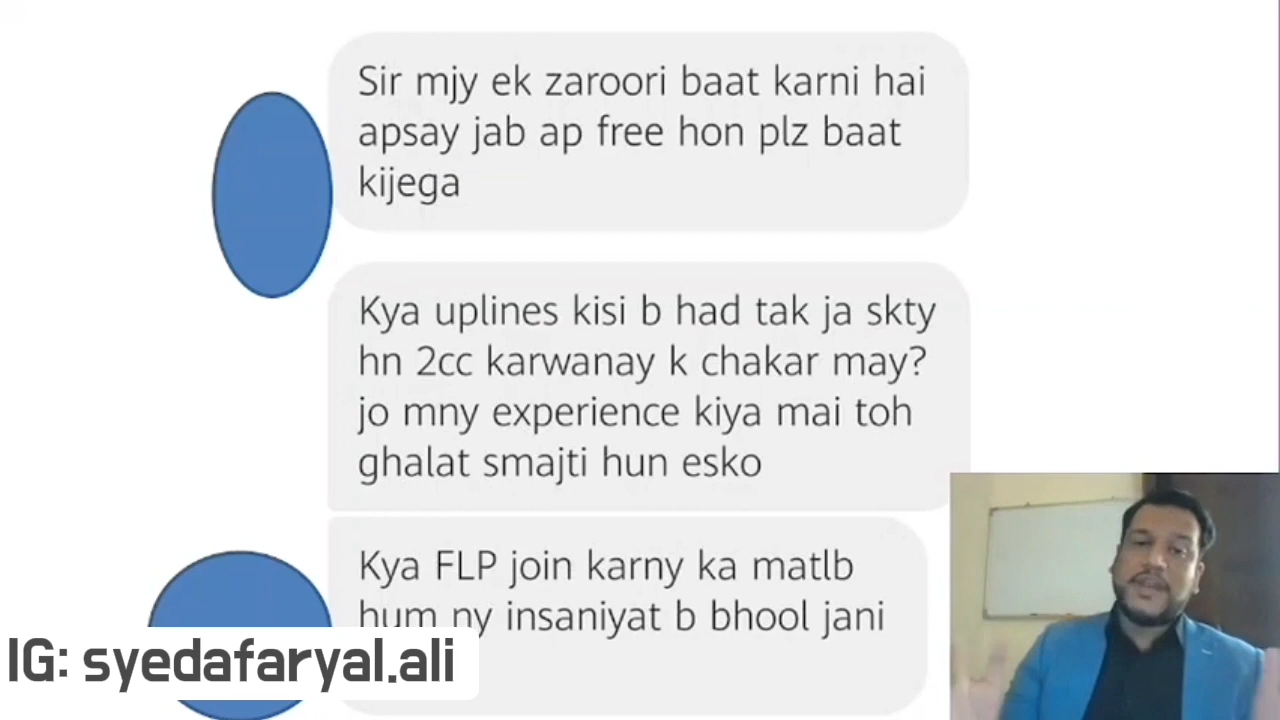 Sir mjy ek zaroori baat karni hai
apsay jab ap free hon plz baat
kijega
Kya uplines kisi b had tak ja skty
hn 2cc karwanay k chakar may?
jo mny experience kiya mai toh
ghalat smajti hun esko
Kya FLP join karny ka matlb
hum ny insaniyat b bhool jani
IG: syedafaryal.ali